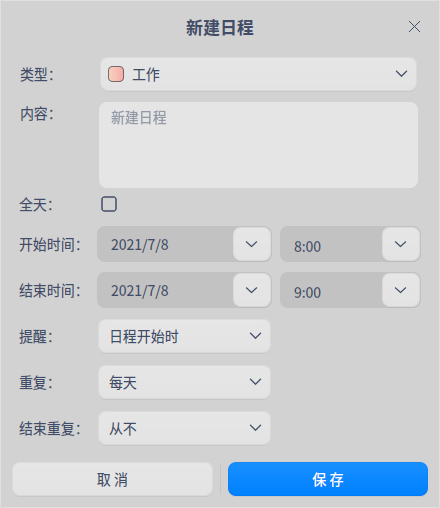 新建日程
类型： 工作
内容： 新建日程
全天：
开始时间： 2021/7/8 8:00
结束时间： 2021/7/8 9:00
提醒： 日程开始时
重复： 每天
结束重复： 从不
取消 保存